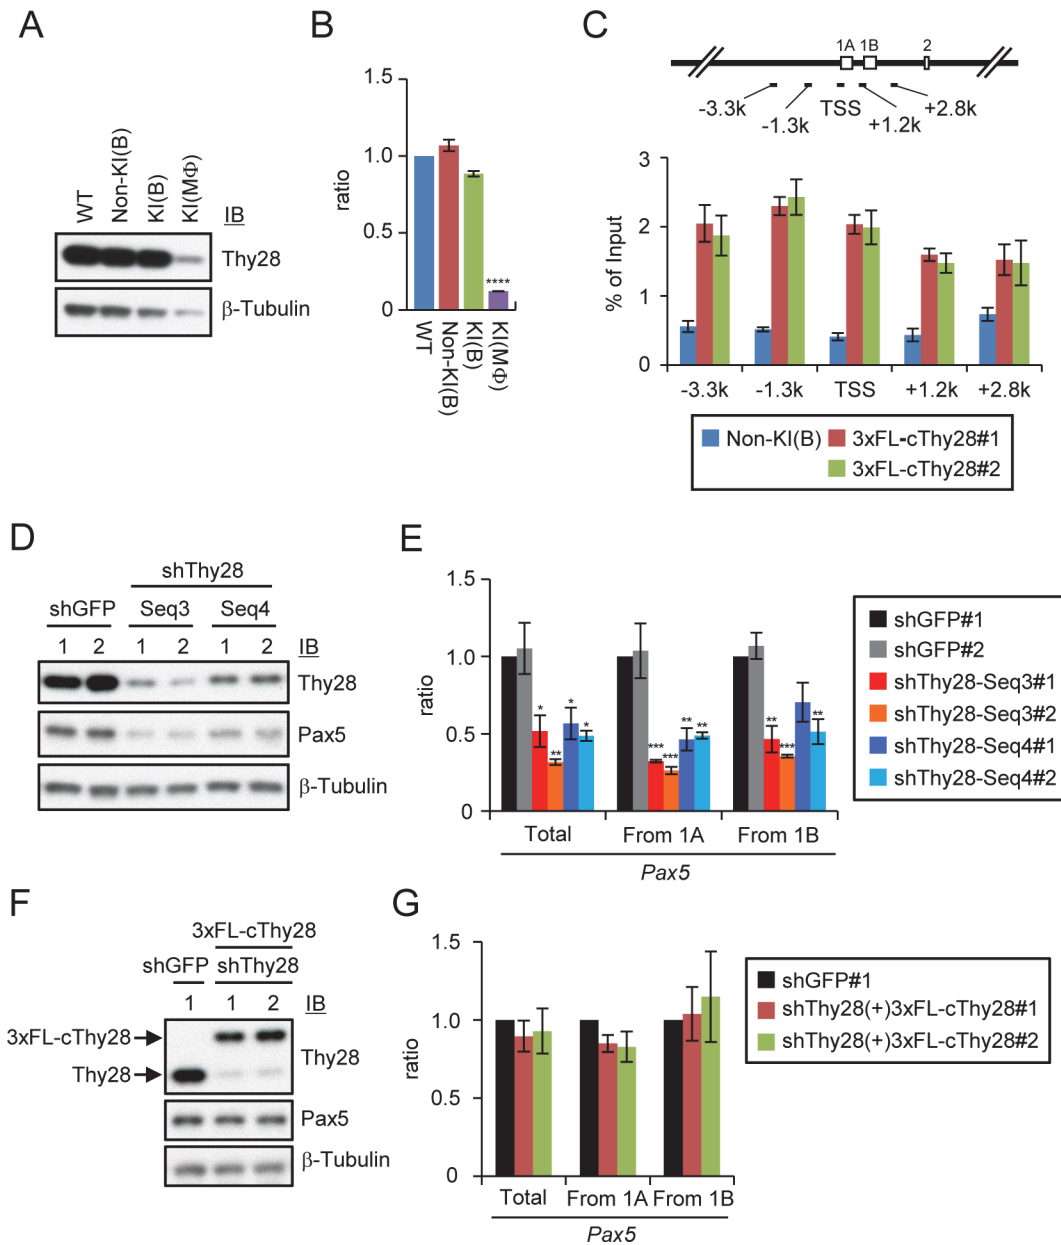 A
WT
Non-KI(B)
KI(B)
KI(MΦ)
IB
Thy28
β-Tubulin
B
1.5
1.0
0.5
0
ratio
****
WT
Non-KI(B)
KI(B)
KI(MΦ)
C
1A 1B 2
-3.3k
-1.3k
TSS
+1.2k
+2.8k
3
2
1
0
% of Input
-3.3k -1.3k TSS +1.2k +2.8k
Non-KI(B)
3xFL-cThy28#1
3xFL-cThy28#2
D
shThy28
shGFP Seq3 Seq4
1 2 1 2 1 2 IB
Thy28
Pax5
β-Tubulin
E
1.5
1.0
0.5
0
ratio
* ** * *
*** *** ** **
** *** **
Total From 1A From 1B
Pax5
shGFP#1
shGFP#2
shThy28-Seq3#1
shThy28-Seq3#2
shThy28-Seq4#1
shThy28-Seq4#2
F
3xFL-cThy28
shGFP shThy28
1 1 2 IB
3xFL-cThy28
Thy28
Thy28
Pax5
β-Tubulin
G
1.5
1.0
0.5
0
ratio
Total From 1A From 1B
Pax5
shGFP#1
shThy28(+)3xFL-cThy28#1
shThy28(+)3xFL-cThy28#2